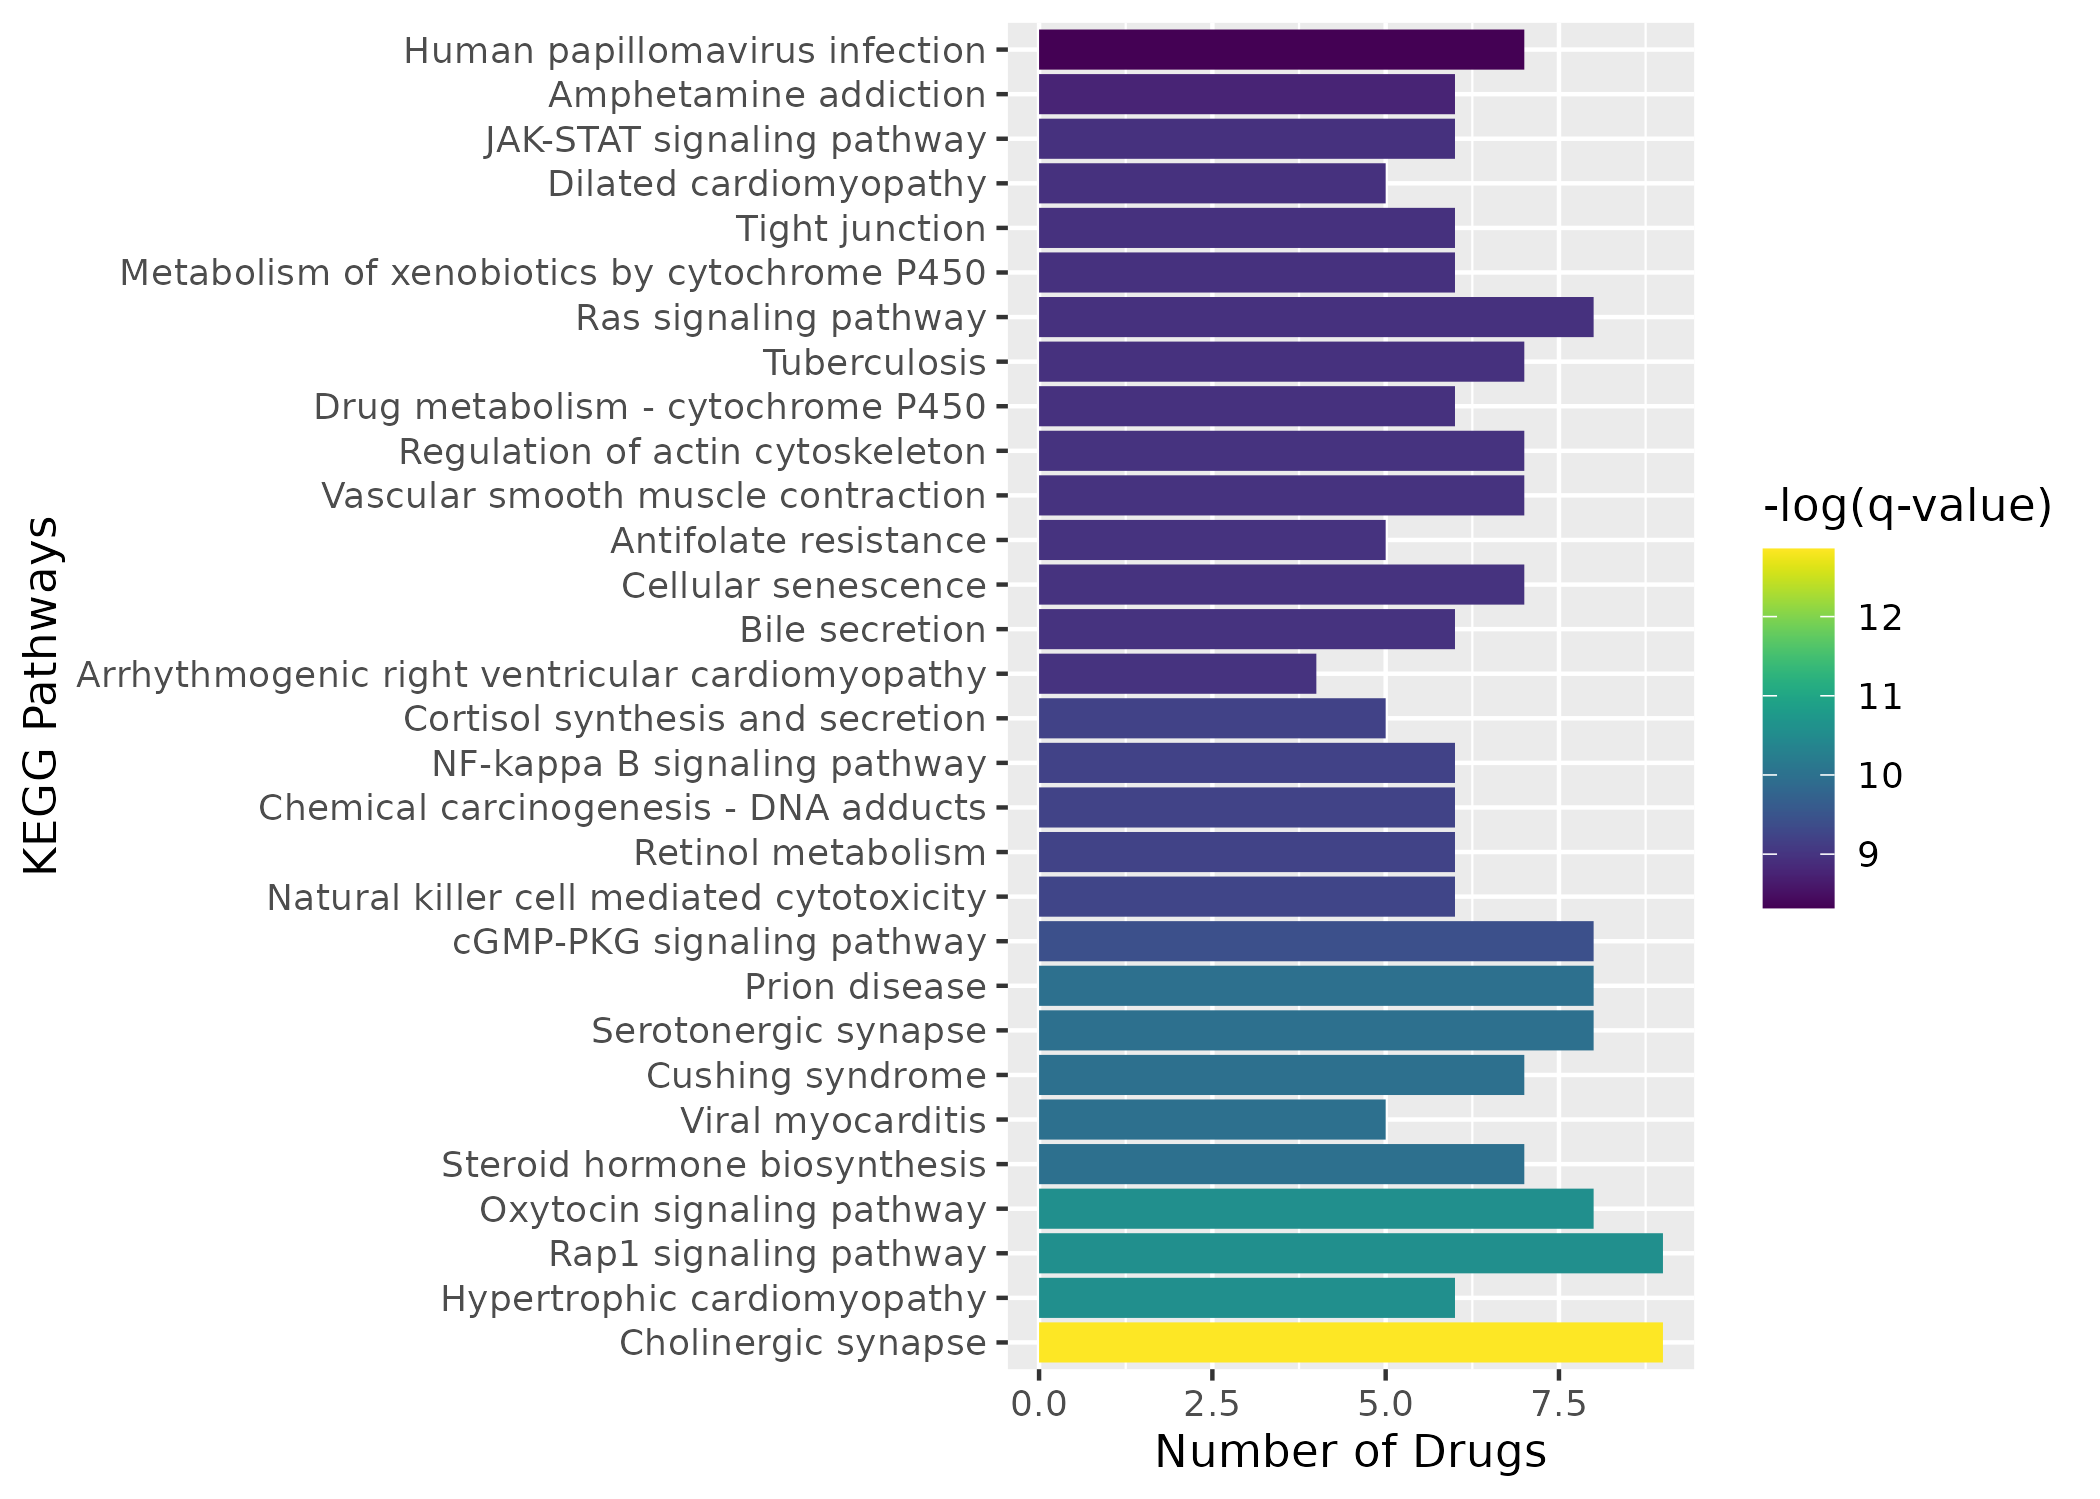 Human papillomavirus infection
Amphetamine addiction
JAK-STAT signaling pathway
Dilated cardiomyopathy
Tight junction
Metabolism of xenobiotics by cytochrome P450
Ras signaling pathway
Tuberculosis
Drug metabolism - cytochrome P450
Regulation of actin cytoskeleton
Vascular smooth muscle contraction
Antifolate resistance
Cellular senescence
Bile secretion
Arrhythmogenic right ventricular cardiomyopathy
Cortisol synthesis and secretion
NF-kappa B signaling pathway
Chemical carcinogenesis - DNA adducts
Retinol metabolism
Natural killer cell mediated cytotoxicity
cGMP-PKG signaling pathway
Prion disease
Serotonergic synapse
Cushing syndrome
Viral myocarditis
Steroid hormone biosynthesis
Oxytocin signaling pathway
Rap1 signaling pathway
Hypertrophic cardiomyopathy
Cholinergic synapse
KEGG Pathways
0.0 2.5 5.0 7.5
Number of Drugs
-log(q-value)
12
11
10
9